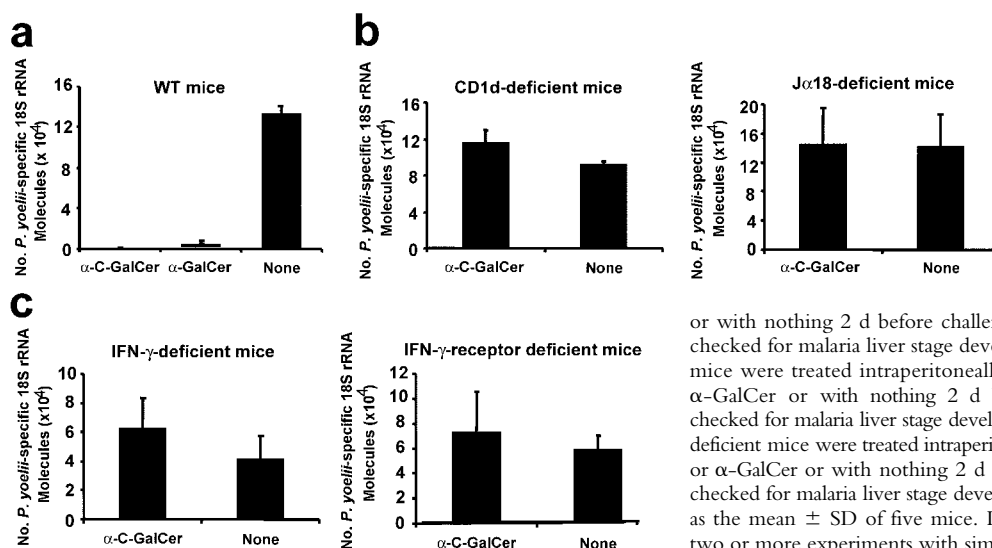 a
b
WT mice
No. P. yoelii-specific 18S rRNA
Molecules (x 10⁴)
16
12
8
4
0
α-C-GalCer α-GalCer None
CD1d-deficient mice
No. P. yoelii-specific 18S rRNA
Molecules (x10⁴)
16
12
8
4
0
α-C-GalCer None
Jα18-deficient mice
No. P. yoelii-specific 18S rRNA
Molecules (x10⁴)
20
16
12
8
4
0
α-C-GalCer None
c
IFN-γ-deficient mice
No. P. yoelii-specific 18S rRNA
Molecules (x10⁴)
10
8
6
4
2
0
α-C-GalCer None
IFN-γ-receptor deficient mice
No. P. yoelii-specific 18S rRNA
Molecules (x10⁴)
12
10
8
6
4
2
0
α-C-GalCer None
or with nothing 2 d before challen
checked for malaria liver stage deve
mice were treated intraperitoneall
α-GalCer or with nothing 2 d
checked for malaria liver stage devel
deficient mice were treated intraperi
or α-GalCer or with nothing 2 d
checked for malaria liver stage deve
as the mean ± SD of five mice.
two or more experiments with sim